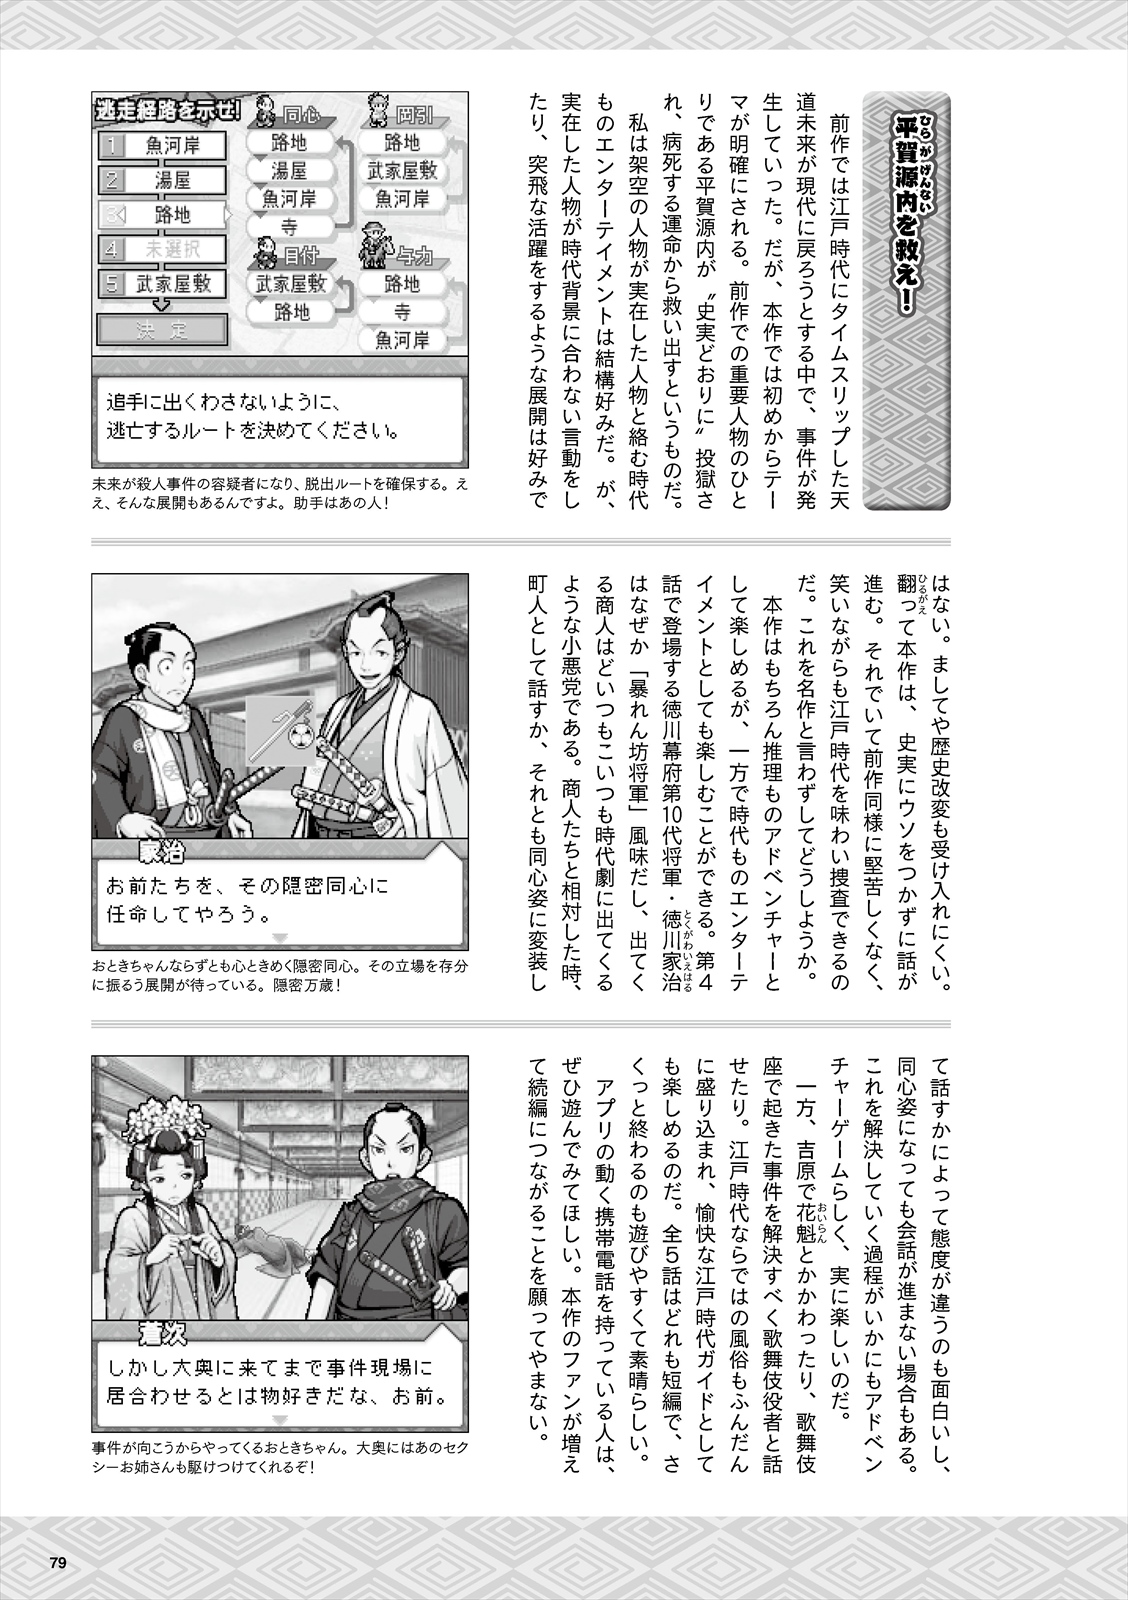 平賀源内を救え！
ひらがげんない
前作では江戸時代にタイムスリップした天
道未来が現代に戻ろうとする中で、事件が発
生していった。だが、本作では初めからテー
マが明確にされる。前作での重要人物のひと
りである平賀源内が〝史実どおりに〟投獄さ
れ、病死する運命から救い出すというものだ。
私は架空の人物が実在した人物と絡む時代
ものエンターテイメントは結構好みだ。が、
実在した人物が時代背景に合わない言動をし
たり、突飛な活躍をするような展開は好みで
はない。ましてや歴史改変も受け入れにくい。
翻って本作は、史実にウソをつかずに話が
ひるがえ
進む。それでいて前作同様に堅苦しくなく、
笑いながらも江戸時代を味わい捜査できるの
だ。これを名作と言わずしてどうしようか。
本作はもちろん推理ものアドベンチャーと
して楽しめるが、一方で時代ものエンターテ
イメントとしても楽しむことができる。第４
話で登場する徳川幕府第10代将軍・徳川家治
とくがわいえはる
はなぜか「暴れん坊将軍」風味だし、出てく
る商人はどいつもこいつも時代劇に出てくる
ような小悪党である。商人たちと相対した時、
町人として話すか、それとも同心姿に変装し
て話すかによって態度が違うのも面白いし、
同心姿になっても会話が進まない場合もある。
これを解決していく過程がいかにもアドベン
チャーゲームらしく、実に楽しいのだ。
一方、吉原で花魁とかかわったり、歌舞伎
おいらん
座で起きた事件を解決すべく歌舞伎役者と話
せたり。江戸時代ならではの風俗もふんだん
に盛り込まれ、愉快な江戸時代ガイドとして
も楽しめるのだ。全５話はどれも短編で、さ
くっと終わるのも遊びやすくて素晴らしい。
アプリの動く携帯電話を持っている人は、
ぜひ遊んでみてほしい。本作のファンが増え
て続編につながることを願ってやまない。
逃走経路を示せ！
1 魚河岸
2 湯屋
3 路地
4 未選択
5 武家屋敷
決定
同心
路地
湯屋
魚河岸
寺
目付
武家屋敷
路地
岡引
路地
武家屋敷
魚河岸
与力
路地
寺
魚河岸
追手に出くわさないように、
逃亡するルートを決めてください。
未来が殺人事件の容疑者になり、脱出ルートを確保する。え
え、そんな展開もあるんですよ。助手はあの人！
家治
お前たちを、その隠密同心に
任命してやろう。
おときちゃんならずとも心ときめく隠密同心。その立場を存分
に振るう展開が待っている。隠密万歳！
蒼次
しかし大奥に来てまで事件現場に
居合わせるとは物好きだな、お前。
事件が向こうからやってくるおときちゃん。大奥にはあのセク
シーお姉さんも駆けつけてくれるぞ！
79